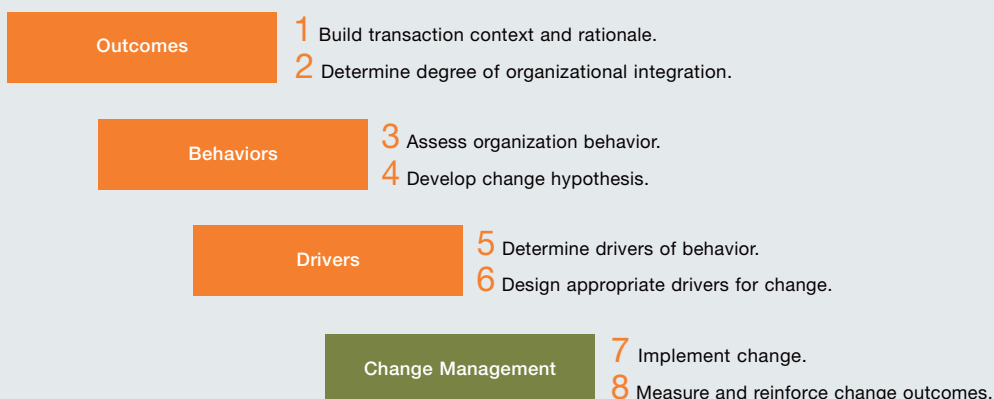 Outcomes
1 Build transaction context and rationale.
2 Determine degree of organizational integration.
Behaviors
3 Assess organization behavior.
4 Develop change hypothesis.
Drivers
5 Determine drivers of behavior.
6 Design appropriate drivers for change.
Change Management
7 Implement change.
8 Measure and reinforce change outcomes.